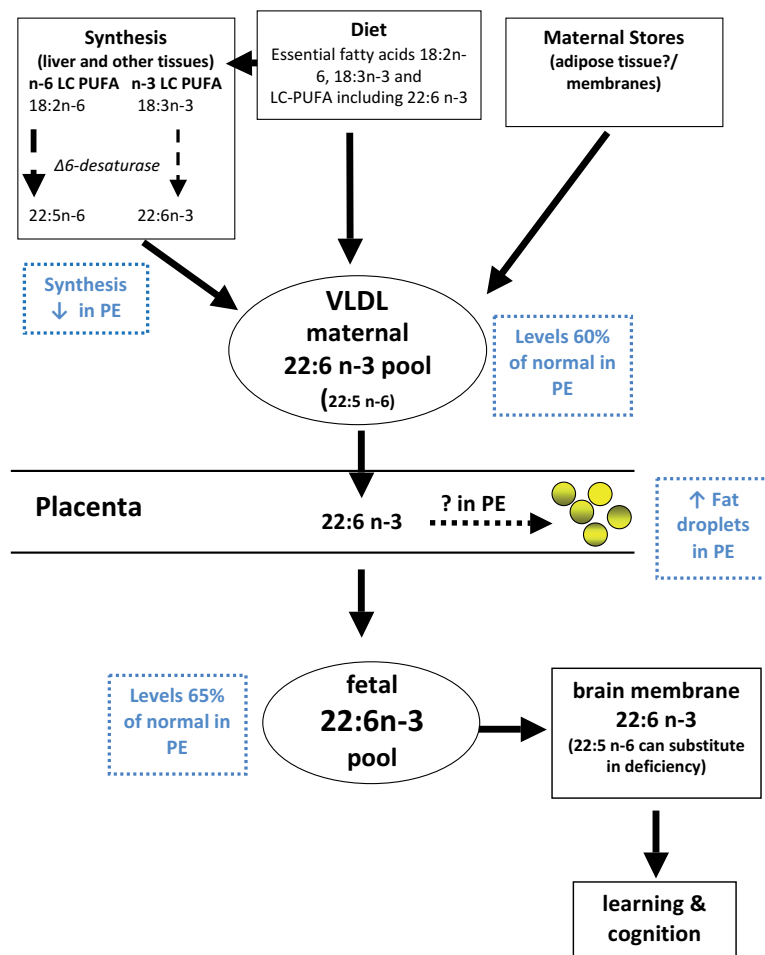 Synthesis
(liver and other tissues)
n-6 LC PUFA n-3 LC PUFA
18:2n-6 18:3n-3
Δ6-desaturase
22:5n-6 22:6n-3
Diet
Essential fatty acids 18:2n-
6, 18:3n-3 and
LC-PUFA including 22:6 n-3
Maternal Stores
(adipose tissue?/
membranes)
Synthesis
↓ in PE
VLDL
maternal
22:6 n-3 pool
(22:5 n-6)
Levels 60%
of normal in
PE
Placenta
22:6 n-3
? in PE
↑ Fat
droplets
in PE
Levels 65%
of normal in
PE
fetal
22:6n-3
pool
brain membrane
22:6 n-3
(22:5 n-6 can substitute
in deficiency)
learning &
cognition